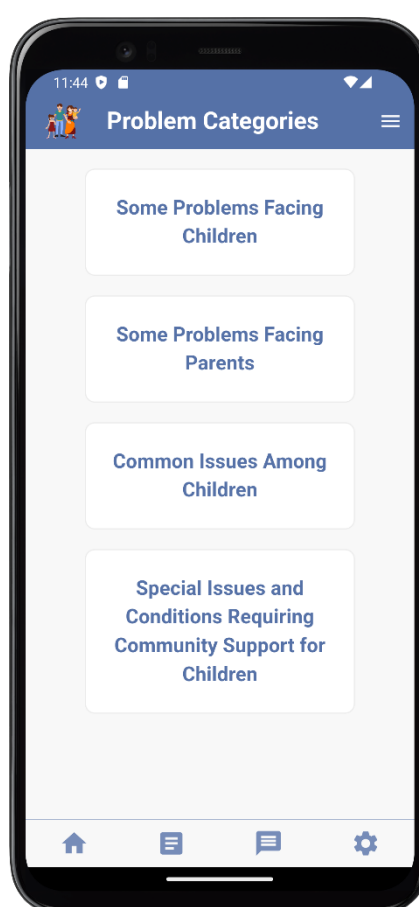 11:44
Problem Categories
Some Problems Facing
Children
Some Problems Facing
Parents
Common Issues Among
Children
Special Issues and
Conditions Requiring
Community Support for
Children